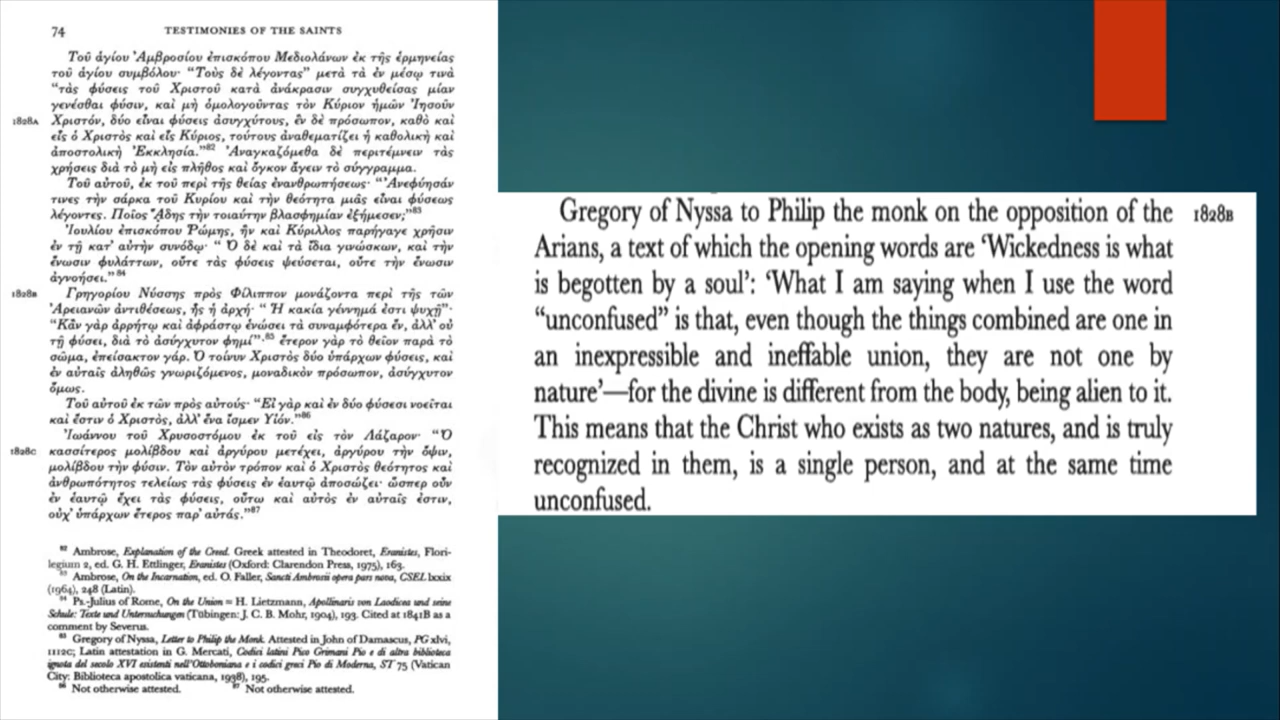 74 TESTIMONIES OF THE SAINTS
Τοῦ ἁγίου Ἀμβροσίου ἐπισκόπου Μεδιολάνων ἐκ τῆς ἑρμηνείας
τοῦ ἁγίου συμβόλου· “Τοὺς δὲ λέγοντας” μετὰ τὰ ἐν μέσῳ τινὰ
“τὰς φύσεις τοῦ Χριστοῦ κατὰ ἀνάκρασιν συγχυθείσας μίαν
γενέσθαι φύσιν, καὶ μὴ ὁμολογοῦντας τὸν Κύριον ἡμῶν Ἰησοῦν
1828A Χριστόν, δύο εἶναι φύσεις ἀσυγχύτους, ἓν δὲ πρόσωπον, καθὸ καὶ
εἷς ὁ Χριστὸς καὶ εἷς Κύριος, τούτους ἀναθεματίζει ἡ καθολικὴ καὶ
ἀποστολικὴ Ἐκκλησία.”⁸² Ἀναγκαζόμεθα δὲ περιτέμνειν τὰς
χρήσεις διὰ τὸ μὴ εἰς πλῆθος καὶ ὄγκον ἄγειν τὸ σύγγραμμα.
Τοῦ αὐτοῦ, ἐκ τοῦ περὶ τῆς θείας ἐνανθρωπήσεως· “Ἀνεφύησάν
τινες τὴν σάρκα τοῦ Κυρίου καὶ τὴν θεότητα μιᾶς εἶναι φύσεως
λέγοντες. Ποῖος ᾍδης τὴν τοιαύτην βλασφημίαν ἐξήμεσεν;”⁸³
Ἰουλίου ἐπισκόπου Ῥώμης, ἣν καὶ Κύριλλος παρήγαγε χρῆσιν
ἐν τῇ κατ’ αὐτὴν συνόδῳ· “Ὁ δὲ καὶ τὰ ἴδια γινώσκων, καὶ τὴν
ἕνωσιν φυλάττων, οὔτε τὰς φύσεις ψεύσεται, οὔτε τὴν ἕνωσιν
ἀγνοήσει.”⁸⁴
1828B Γρηγορίου Νύσσης πρὸς Φίλιππον μονάζοντα περὶ τῆς τῶν
Ἀρειανῶν ἀντιθέσεως, ἧς ἡ ἀρχή· “Ἡ κακία γέννημά ἐστι ψυχῇ”·
“Κἂν γὰρ ἀρρήτῳ καὶ ἀφράστῳ ἑνώσει τὰ συναμφότερα ἕν, ἀλλ’ οὐ
τῇ φύσει, διὰ τὸ ἀσύγχυτον φημί”.⁸⁵ ἕτερον γὰρ τὸ θεῖον παρὰ τὸ
σῶμα, ἐπείσακτον γάρ. Ὁ τοίνυν Χριστὸς δύο ὑπάρχων φύσεις, καὶ
ἐν αὐταῖς ἀληθῶς γνωριζόμενος, μοναδικὸν πρόσωπον, ἀσύγχυτον
ὅμως.
Τοῦ αὐτοῦ ἐκ τῶν πρὸς αὐτούς· “Εἰ γὰρ καὶ ἐν δύο φύσεσι νοεῖται
καὶ ἔστιν ὁ Χριστός, ἀλλ’ ἕνα ἴσμεν Υἱόν.”⁸⁶
Ἰωάννου τοῦ Χρυσοστόμου ἐκ τοῦ εἰς τὸν Λάζαρον· “Ὁ
1828C κασσίτερος μολίβδου καὶ ἀργύρου μετέχει, ἀργύρου τὴν ὄψιν,
μολίβδου τὴν φύσιν. Τὸν αὐτὸν τρόπον καὶ ὁ Χριστὸς θεότητος καὶ
ἀνθρωπότητος τελείως τὰς φύσεις ἐν ἑαυτῷ ἀποσώζει· ὥσπερ οὖν
ἐν ἑαυτῷ ἔχει τὰς φύσεις, οὕτω καὶ αὐτὸς ἐν αὐταῖς ἐστιν,
οὐχ’ ὑπάρχων ἕτερος παρ’ αὐτάς.”⁸⁷
⁸² Ambrose, Explanation of the Creed. Greek attested in Theodoret, Eranistes, Flori-
legium 2, ed. G. H. Ettlinger, Eranistes (Oxford: Clarendon Press, 1975), 163.
⁸³ Ambrose, On the Incarnation, ed. O. Faller, Sancti Ambrosii opera pars nona, CSEL lxxix
(1964), 248 (Latin).
⁸⁴ Ps.-Julius of Rome, On the Union = H. Lietzmann, Apollinaris von Laodicea und seine
Schule: Texte und Untersuchungen (Tübingen: J. C. B. Mohr, 1904), 193. Cited at 1841B as a
comment by Severus.
⁸⁵ Gregory of Nyssa, Letter to Philip the Monk. Attested in John of Damascus, PG xlvi,
1112C; Latin attestation in G. Mercati, Codici latini Pico Grimani Pio e di altra biblioteca
ignota del secolo XVI esistenti nell’Ottoboniana e i codici greci Pio di Moderna, ST 75 (Vatican
City: Biblioteca apostolica vaticana, 1938), 195.
⁸⁶ Not otherwise attested. ⁸⁷ Not otherwise attested.
Gregory of Nyssa to Philip the monk on the opposition of the 1828B
Arians, a text of which the opening words are ‘Wickedness is what
is begotten by a soul’: ‘What I am saying when I use the word
“unconfused” is that, even though the things combined are one in
an inexpressible and ineffable union, they are not one by
nature’—for the divine is different from the body, being alien to it.
This means that the Christ who exists as two natures, and is truly
recognized in them, is a single person, and at the same time
unconfused.